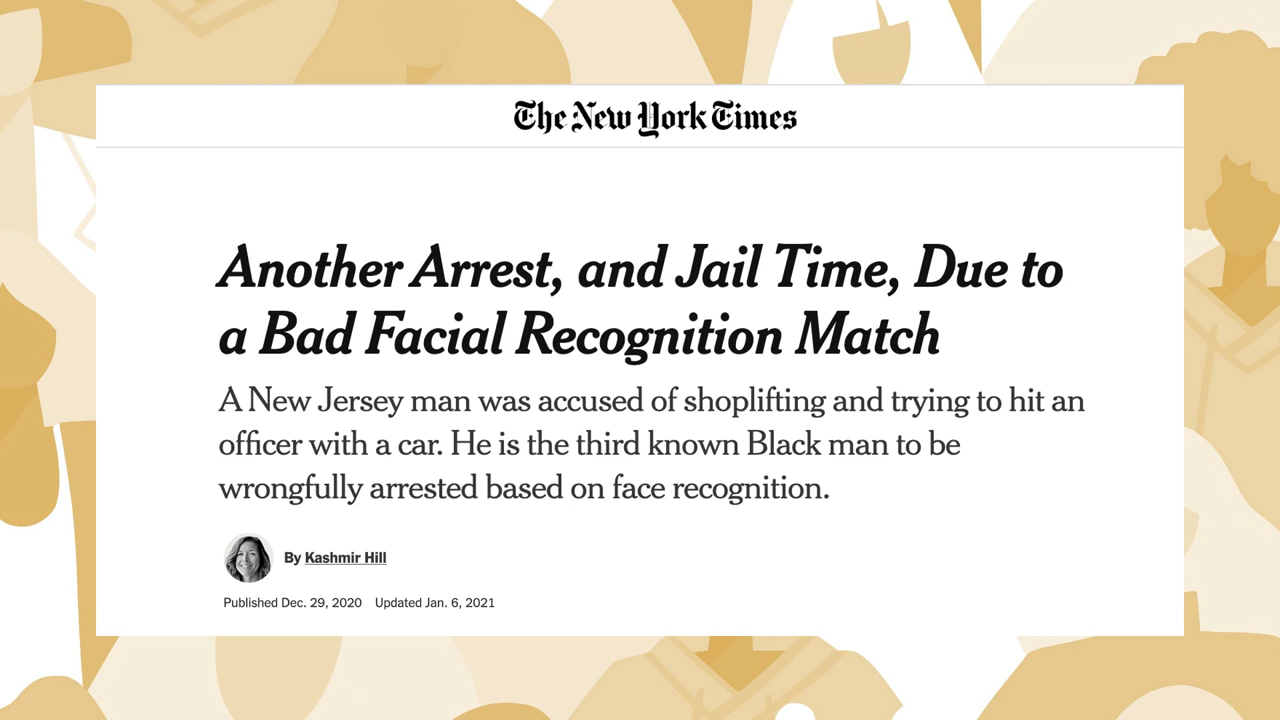 The New York Times
Another Arrest, and Jail Time, Due to
a Bad Facial Recognition Match
A New Jersey man was accused of shoplifting and trying to hit an
officer with a car. He is the third known Black man to be
wrongfully arrested based on face recognition.
By Kashmir Hill
Published Dec. 29, 2020 Updated Jan. 6, 2021